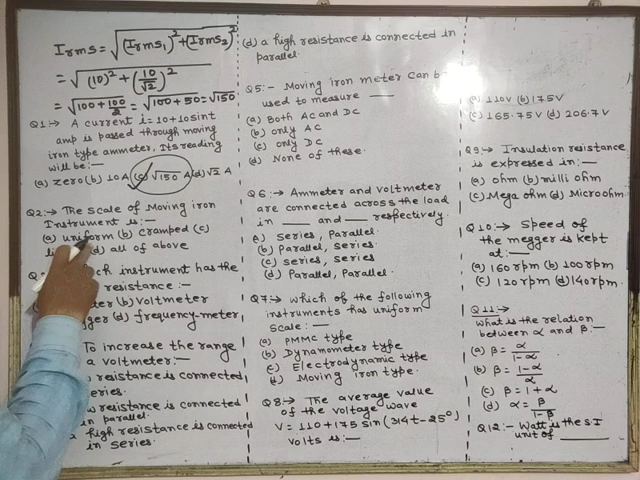 Irms = √(Irms₁)² + (Irms₂)²
= √(10)² + (10/√2)²
= √100 + 100/2 = √100 + 50 = √150
Q1:→ A current i = 10 + 10sint
amp is passed through moving
iron type ammeter, Its reading
will be:—
(a) zero (b) 10 A (c) √150 A (d) √2 A
Q2:→ The scale of Moving iron
Instrument is:—
(a) uniform (b) cramped (c)
(d) all of above
ch instrument has the
resistance:—
ter (b) Voltmeter
ger (d) frequency-meter
To increase the range
a voltmeter:—
resistance is connected
eries.
w resistance is connected
in parallel.
a high resistance is connected
in series.
(d) a high resistance is connected in
parallel.
Q5:- Moving iron meter can b
used to measure —
(a) Both AC and DC
(b) only AC
(c) only DC
(d) None of these.
Q6:- Ammeter and voltmeter
are connected across the load
in ___ and ___ respectively.
(a) Series, Parallel
(b) Parallel, Series.
(c) series, series
(d) Parallel, Parallel.
Q7:→ which of the following
instruments has uniform
scale:—
(a) PMMC type
(b) Dynamometer type
(c) Electrodynamic type
(d) Moving iron type.
Q8:→ The average value
of the voltage wave
V = 110 + 175 sin (314t - 25°)
volts is:—
(a) 110V (b) 175V
(c) 165.75V (d) 206.7V
Q9:→ Insulation resistance
is expressed in:—
(a) ohm (b) milli ohm
(c) Mega ohm (d) Microohm.
Q10:→ Speed of
the megger is kept
at:—
(a) 160 rpm (b) 100 rpm
(c) 120 rpm (d) 140 rpm.
Q11:—
What is the relation
between α and β:—
(a) β = α/1-α
(b) β = 1-α/α
(c) β = 1 + α
(d) α = β/1-β
Q12:- Watt is the S.I
unit of ______